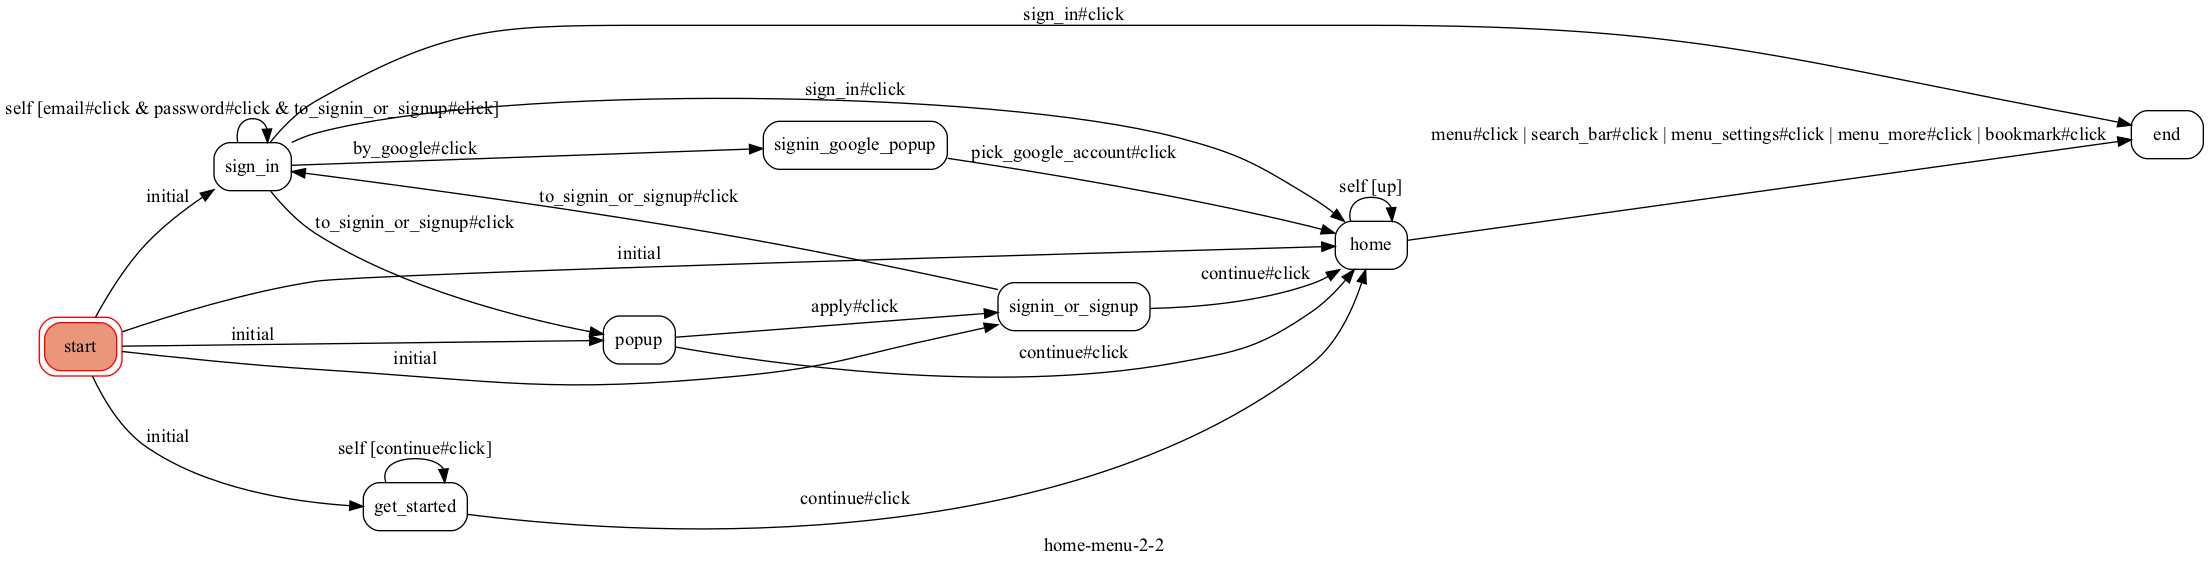 sign_in#click
sign_in#click
self [email#click & password#click & to_signin_or_signup#click]
menu#click | search_bar#click | menu_settings#click | menu_more#click | bookmark#click
end
by_google#click
signin_google_popup
pick_google_account#click
sign_in
initial
to_signin_or_signup#click
self [up]
to_signin_or_signup#click
home
initial
continue#click
apply#click
signin_or_signup
start
initial
popup
initial
continue#click
initial
self [continue#click]
continue#click
get_started
home-menu-2-2